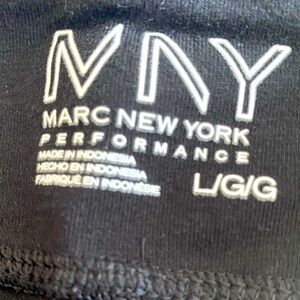 MNY
MARC NEW YORK
PERFORMANCE
MADE IN INDONESIA
HECHO EN INDONESIA
FABRIQUÉ EN INDONÉSIE
L/G/G